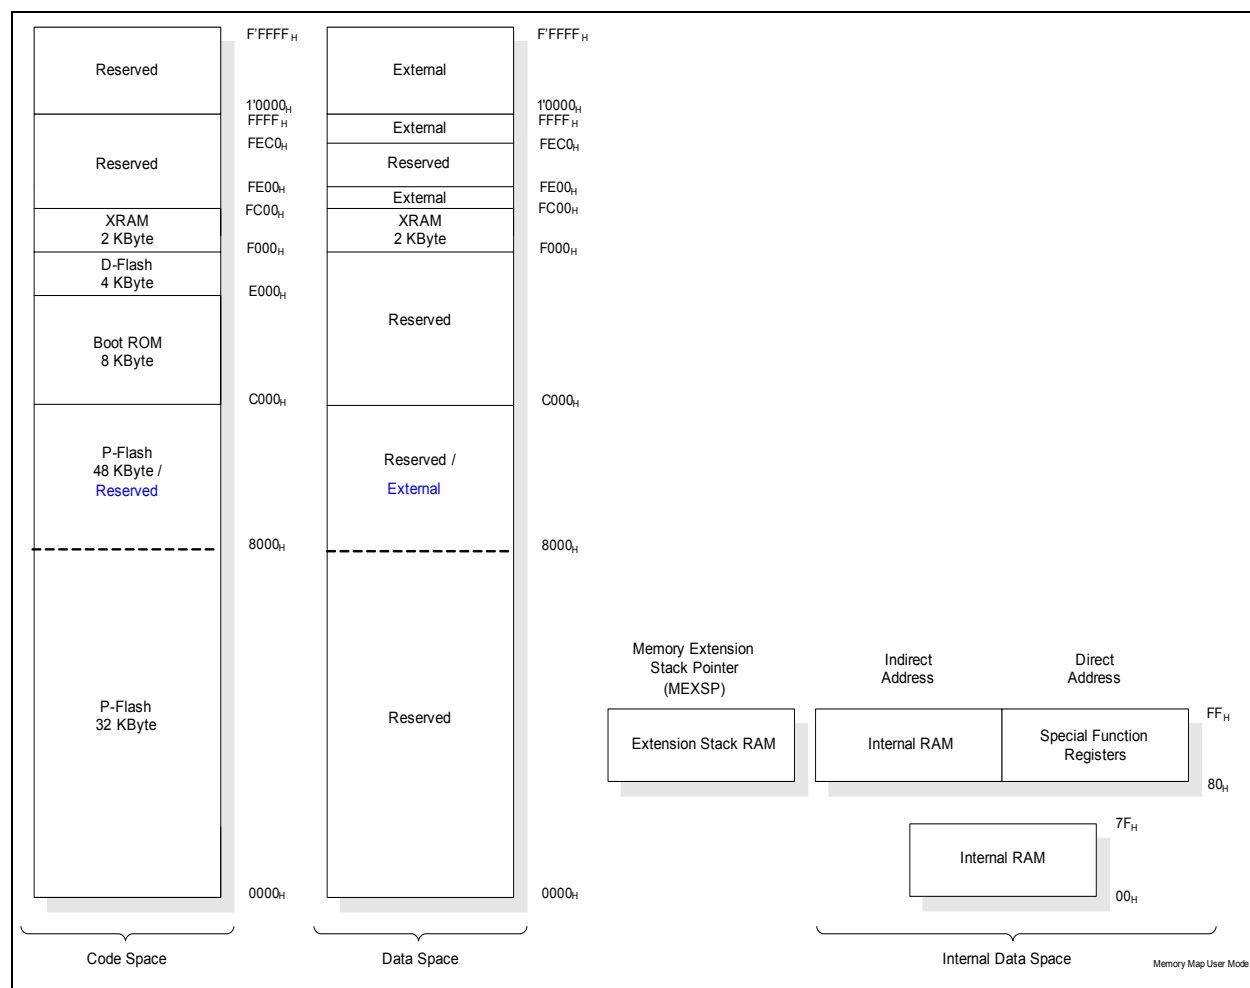 F'FFFFH
F'FFFFH
Reserved
External
1'0000H
1'0000H
FFFFH
FFFFH
External
FEC0H
FEC0H
Reserved
Reserved
FE00H
FE00H
External
FC00H
FC00H
XRAM
2 KByte
XRAM
2 KByte
F000H
F000H
D-Flash
4 KByte
E000H
Reserved
Boot ROM
8 KByte
C000H
C000H
P-Flash
48 KByte /
Reserved
Reserved /
External
8000H
8000H
P-Flash
32 KByte
Reserved
0000H
0000H
Code Space
Data Space
Memory Extension
Stack Pointer
(MEXSP)
Indirect
Address
Direct
Address
Extension Stack RAM
Internal RAM
Special Function
Registers
FFH
80H
7FH
Internal RAM
00H
Internal Data Space
Memory Map User Mode